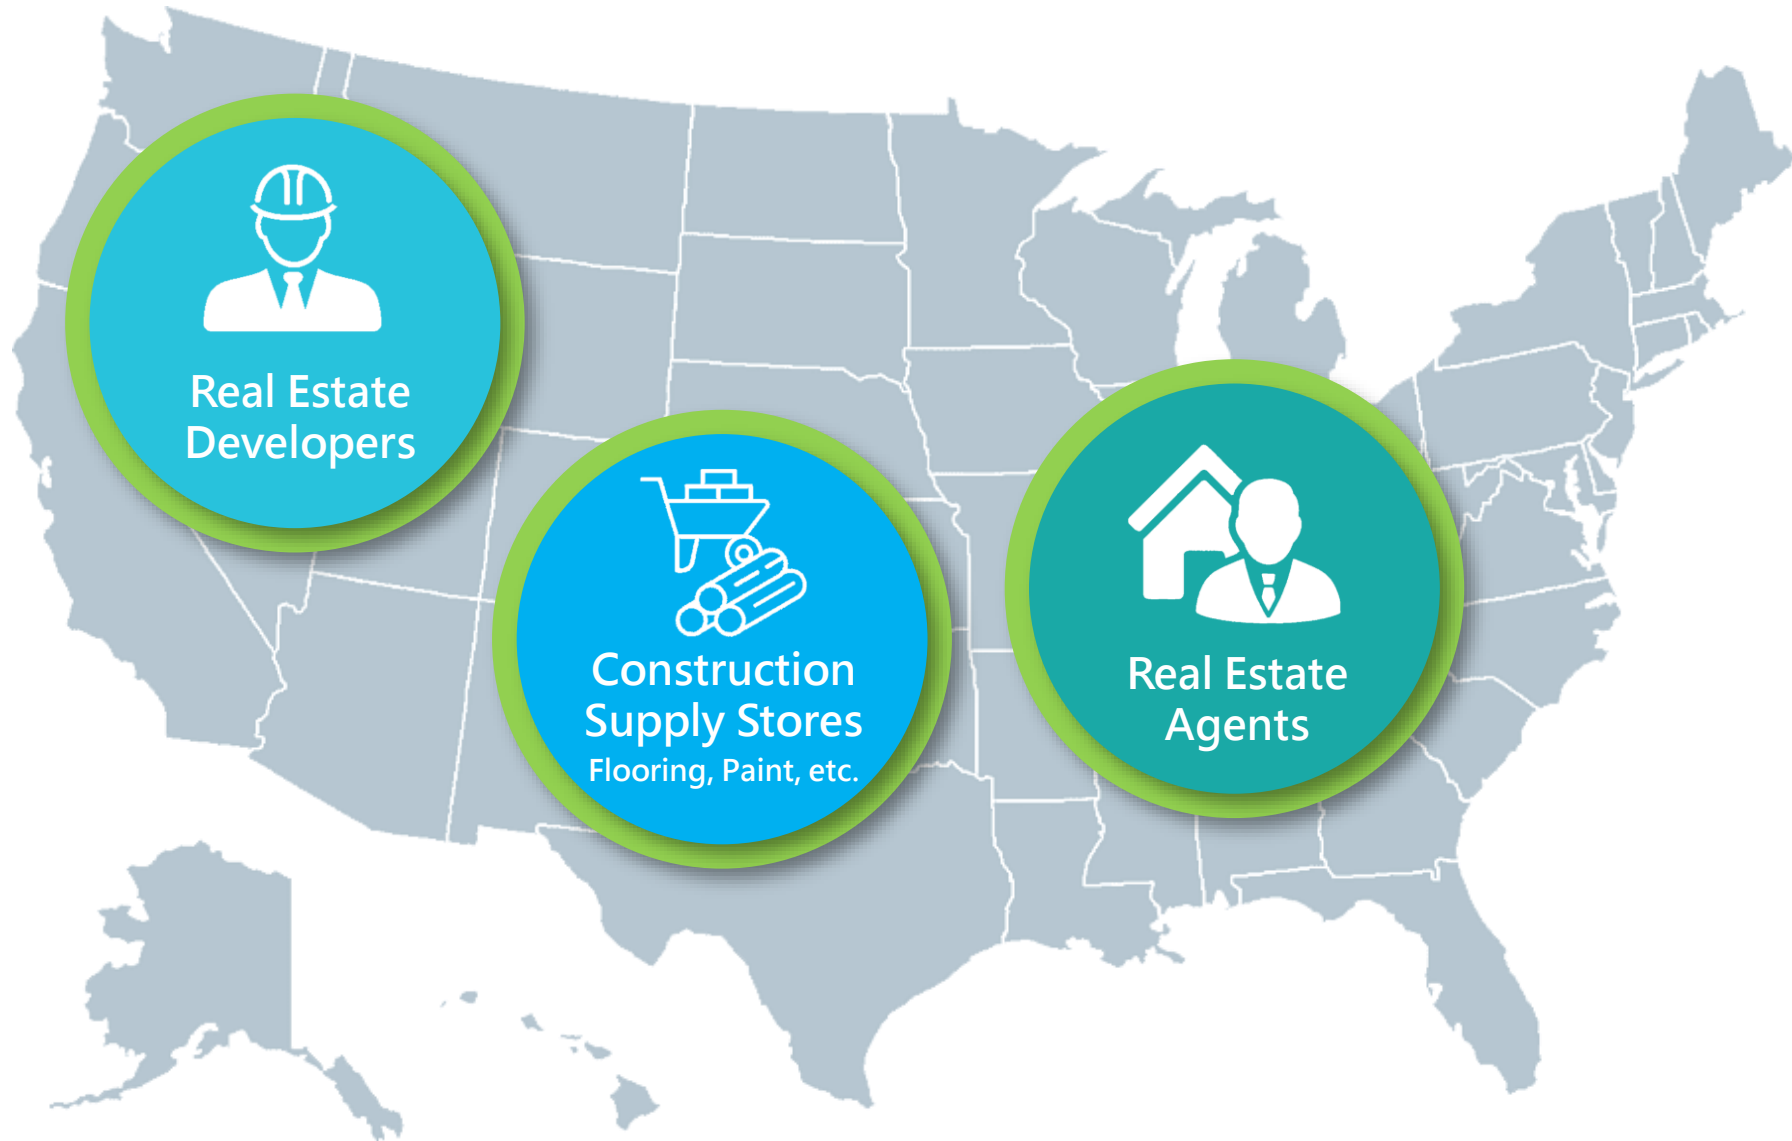 Real Estate
Developers
Construction
Supply Stores
Flooring, Paint, etc.
Real Estate
Agents